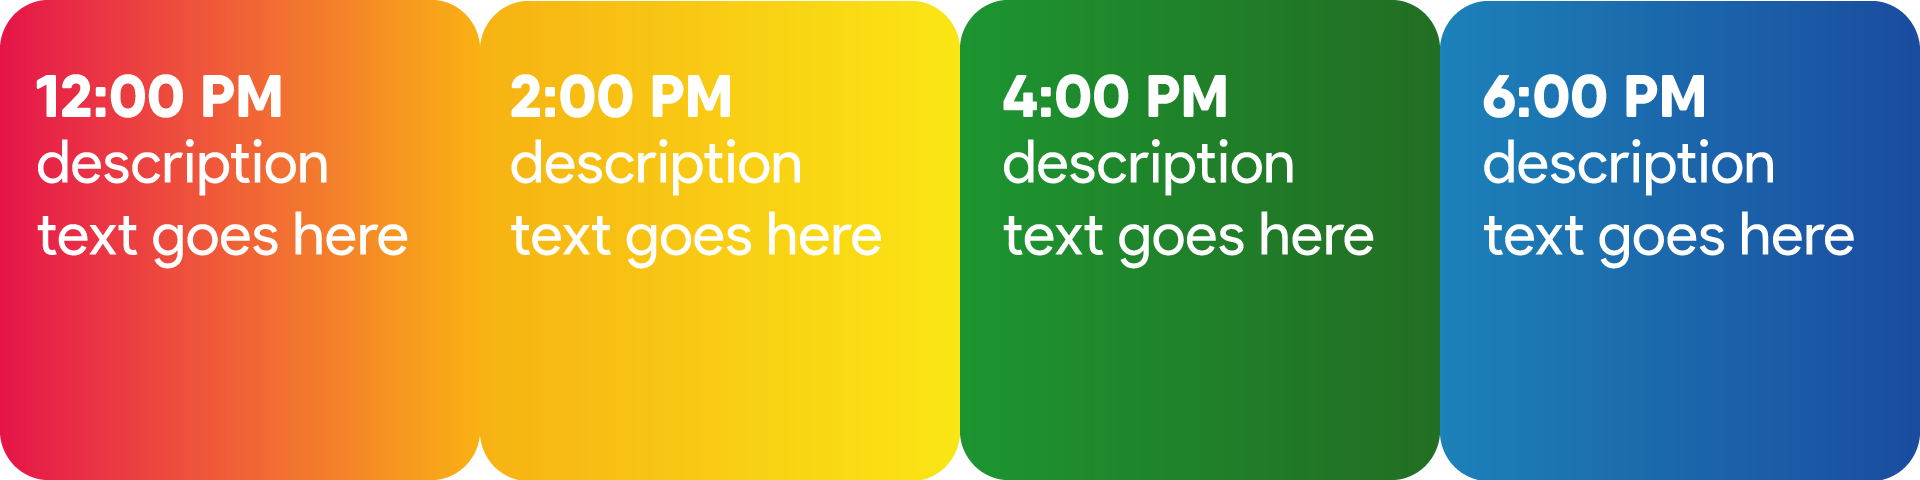 12:00 PM
description
text goes here
2:00 PM
description
text goes here
4:00 PM
description
text goes here
6:00 PM
description
text goes here